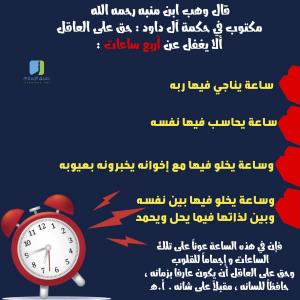 قال وهب ابن منبه رحمه الله
مكتوب في حكمة آل داود : حق على العاقل
ألا يغفل عن أربع ساعات :
ساعة يناجي فيها ربه
ساعة يحاسب فيها نفسه
وساعة يخلو فيها مع إخوانه يخبرونه بعيوبه
وساعة يخلو فيها بين نفسه
وبين لذاتها فيما يحل ويحمد
فإن في هذه الساعة عونا على تلك
الساعات و إجماما للقلوب
وحق على العاقل أن يكون عارفا بزمانه ،
حافظا للسانه ، مقبلا على شانه . أ.هـ